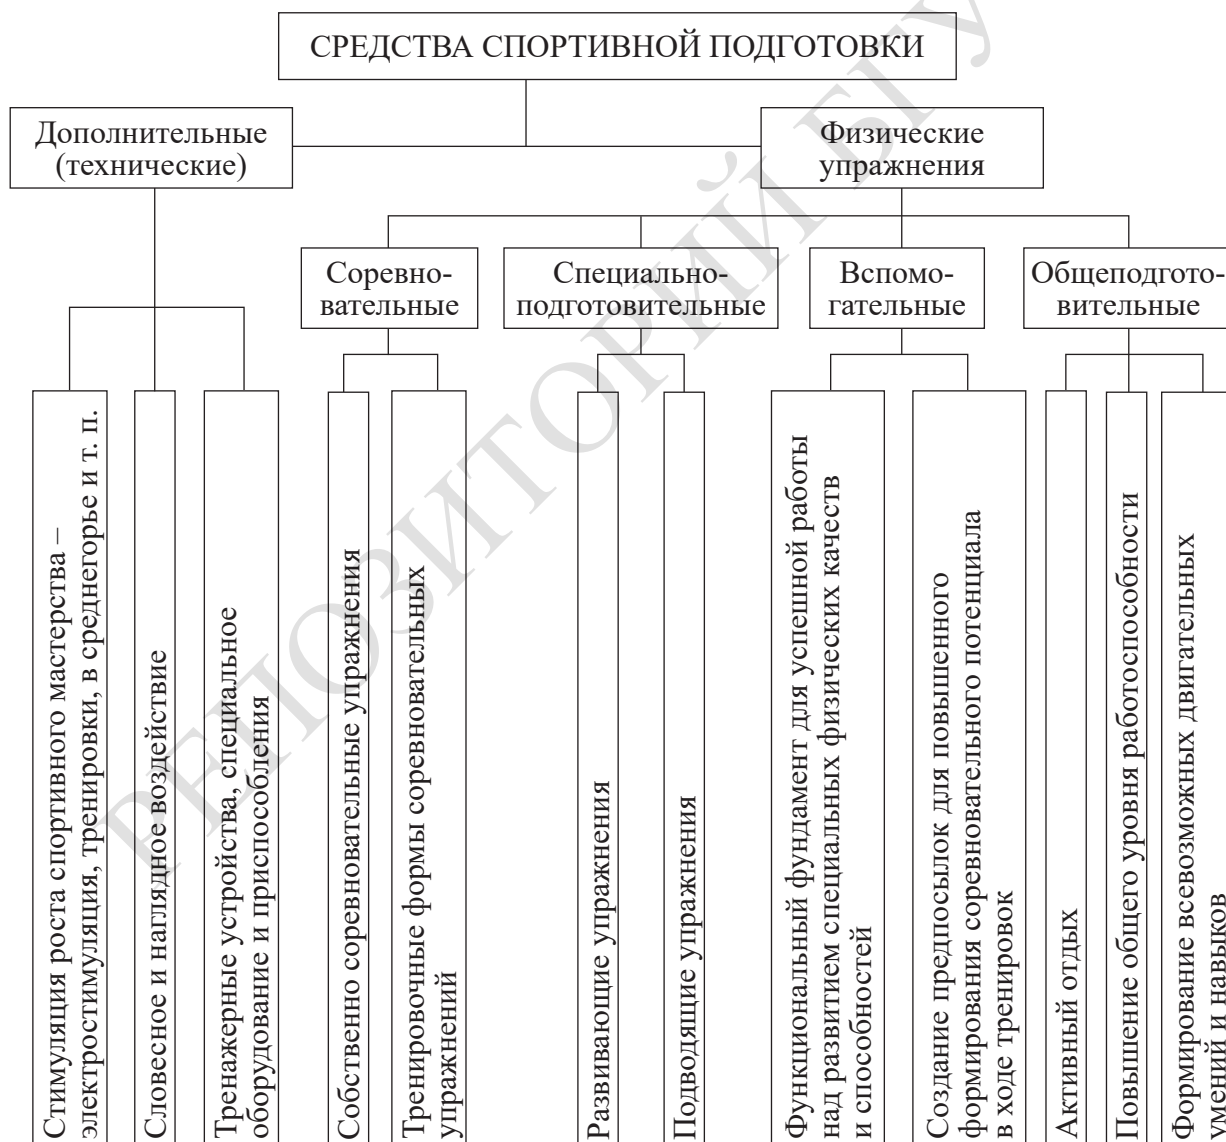 СРЕДСТВА СПОРТИВНОЙ ПОДГОТОВКИ
Дополнительные
(технические)
Физические
упражнения
Соревно-
вательные
Специально-
подготовительные
Вспомо-
гательные
Общеподгото-
вительные
Стимуляция роста спортивного мастерства –
электростимуляция, тренировки, в среднегорье и т. п.
Словесное и наглядное воздействие
Тренажерные устройства, специальное
оборудование и приспособления
Собственно соревновательные упражнения
Тренировочные формы соревновательных
упражнений
Развивающие упражнения
Подводящие упражнения
Функциональный фундамент для успешной работы
над развитием специальных физических качеств
и способностей
Создание предпосылок для повышенного
формирования соревновательного потенциала
в ходе тренировок
Активный отдых
Повышение общего уровня работоспособности
Формирование всевозможных двигательных
умений и навыков
РЕПОЗИТОРИЙ БГУ